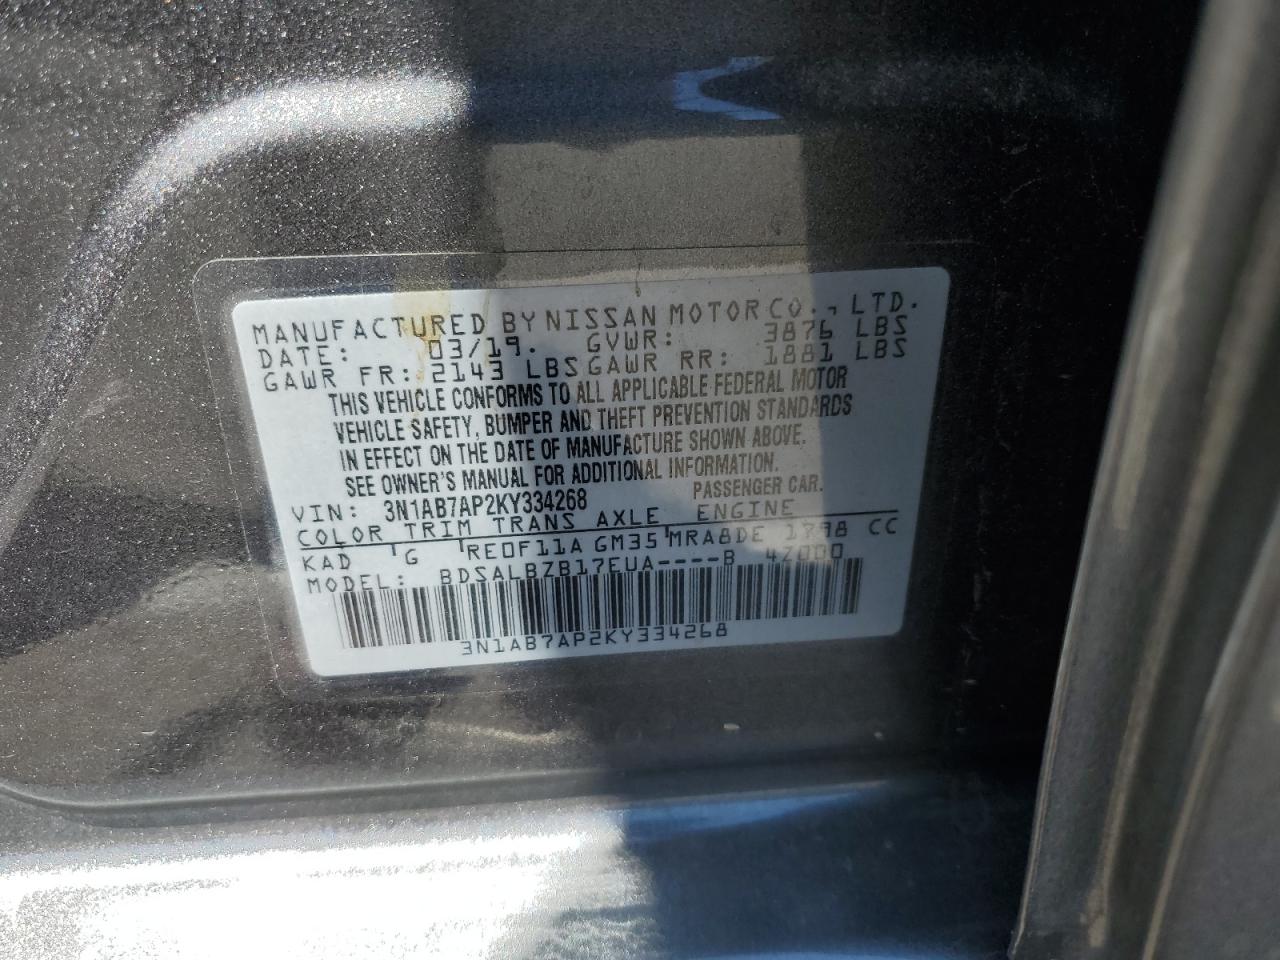 MANUFACTURED BY NISSAN MOTOR CO., LTD.
DATE: 03/19. GVWR: 3876 LBS
GAWR FR: 2143 LBS GAWR RR: 1881 LBS
THIS VEHICLE CONFORMS TO ALL APPLICABLE FEDERAL MOTOR
VEHICLE SAFETY, BUMPER AND THEFT PREVENTION STANDARDS
IN EFFECT ON THE DATE OF MANUFACTURE SHOWN ABOVE.
SEE OWNER'S MANUAL FOR ADDITIONAL INFORMATION.
VIN: 3N1AB7AP2KY334268 PASSENGER CAR.
COLOR TRIM TRANS AXLE ENGINE
KAD G RE0F11A GM35 MRA8DE 1798 CC
MODEL: BDSALBZB17EUA----B 4Z000
3N1AB7AP2KY334268